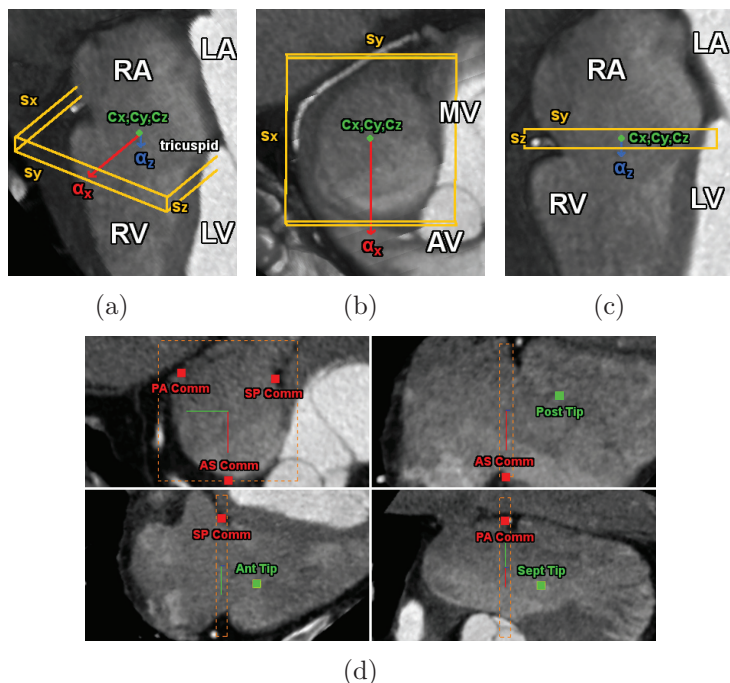 RA
LA
Sx
Cx,Cy,Cz
tricuspid
αz
Sy
αx
Sz
RV
LV
Sy
MV
Cx,Cy,Cz
Sx
AV
αx
LA
RA
Sy
Sz
Cx,Cy,Cz
αz
RV
LV
(a)
(b)
(c)
PA Comm
SP Comm
AS Comm
Post Tip
AS Comm
SP Comm
Ant Tip
PA Comm
Sept Tip
(d)